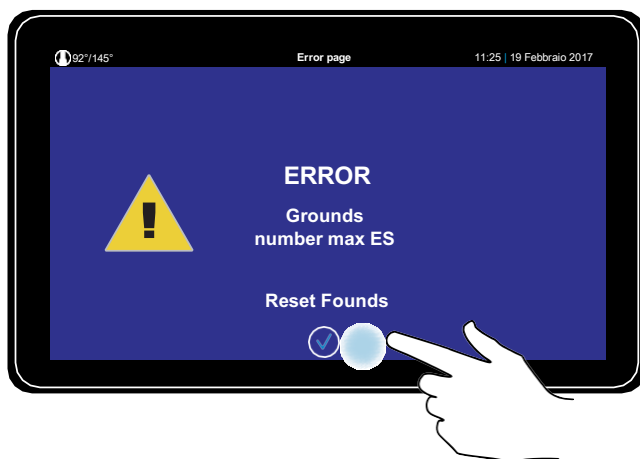 92°/145°
Error page
11:25 | 19 Febbraio 2017
!
ERROR
Grounds
number max ES
Reset Founds